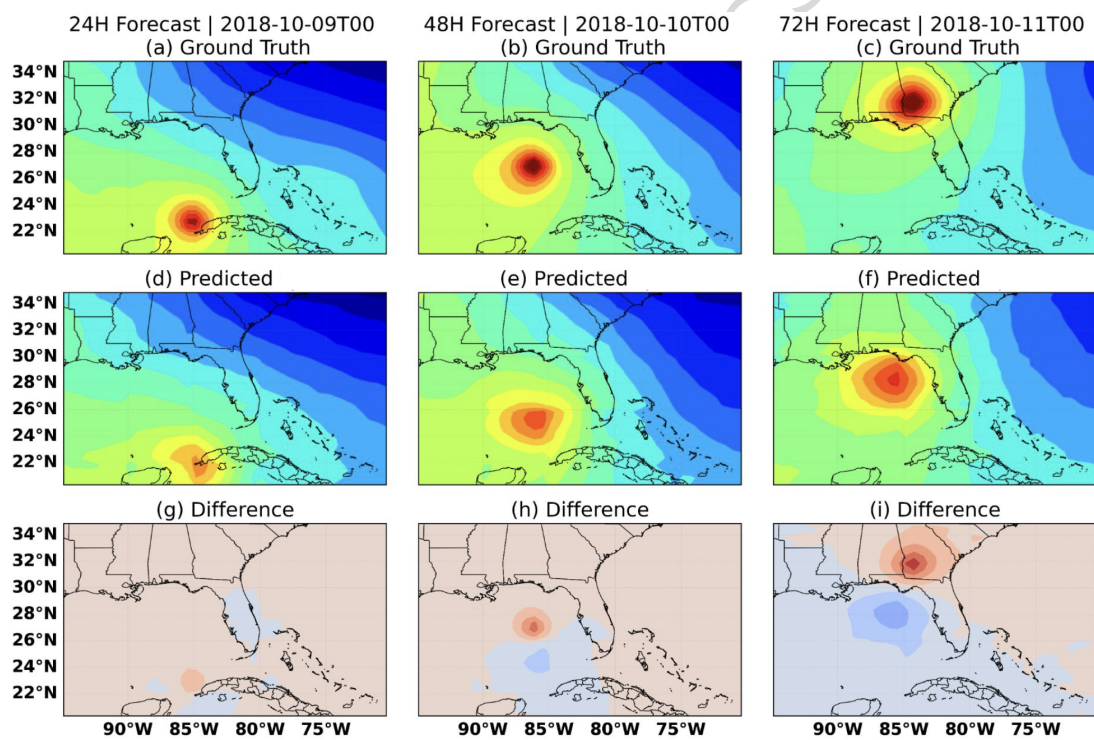 24H Forecast | 2018-10-09T00
(a) Ground Truth
48H Forecast | 2018-10-10T00
(b) Ground Truth
72H Forecast | 2018-10-11T00
(c) Ground Truth
34°N
32°N
30°N
28°N
26°N
24°N
22°N
(d) Predicted
(e) Predicted
(f) Predicted
34°N
32°N
30°N
28°N
26°N
24°N
22°N
(g) Difference
(h) Difference
(i) Difference
34°N
32°N
30°N
28°N
26°N
24°N
22°N
90°W 85°W 80°W 75°W
90°W 85°W 80°W 75°W
90°W 85°W 80°W 75°W